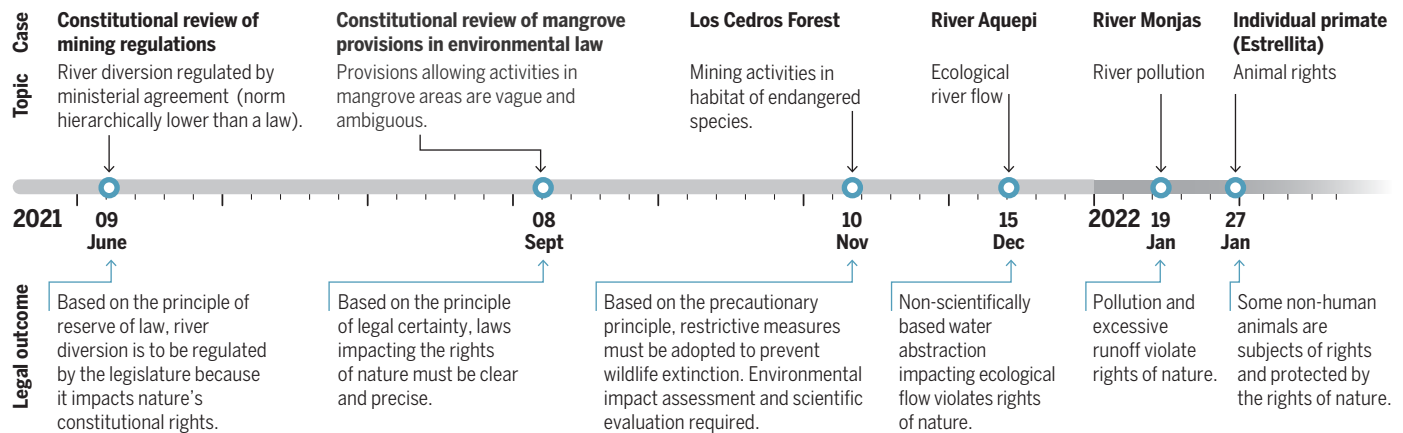 Case
Constitutional review of
mining regulations
Constitutional review of mangrove
provisions in environmental law
Los Cedros Forest
River Aquepi
River Monjas
Individual primate
(Estrellita)
Topic
River diversion regulated by
ministerial agreement (norm
hierarchically lower than a law).
Provisions allowing activities in
mangrove areas are vague and
ambiguous.
Mining activities in
habitat of endangered
species.
Ecological
river flow
River pollution
Animal rights
2021
09
June
08
Sept
10
Nov
15
Dec
2022
19
Jan
27
Jan
Legal outcome
Based on the principle of
reserve of law, river
diversion is to be regulated
by the legislature because
it impacts nature’s
constitutional rights.
Based on the principle
of legal certainty, laws
impacting the rights
of nature must be clear
and precise.
Based on the precautionary
principle, restrictive measures
must be adopted to prevent
wildlife extinction. Environmental
impact assessment and scientific
evaluation required.
Non-scientifically
based water
abstraction
impacting ecological
flow violates rights
of nature.
Pollution and
excessive
runoff violate
rights of nature.
Some non-human
animals are
subjects of rights
and protected by
the rights of nature.